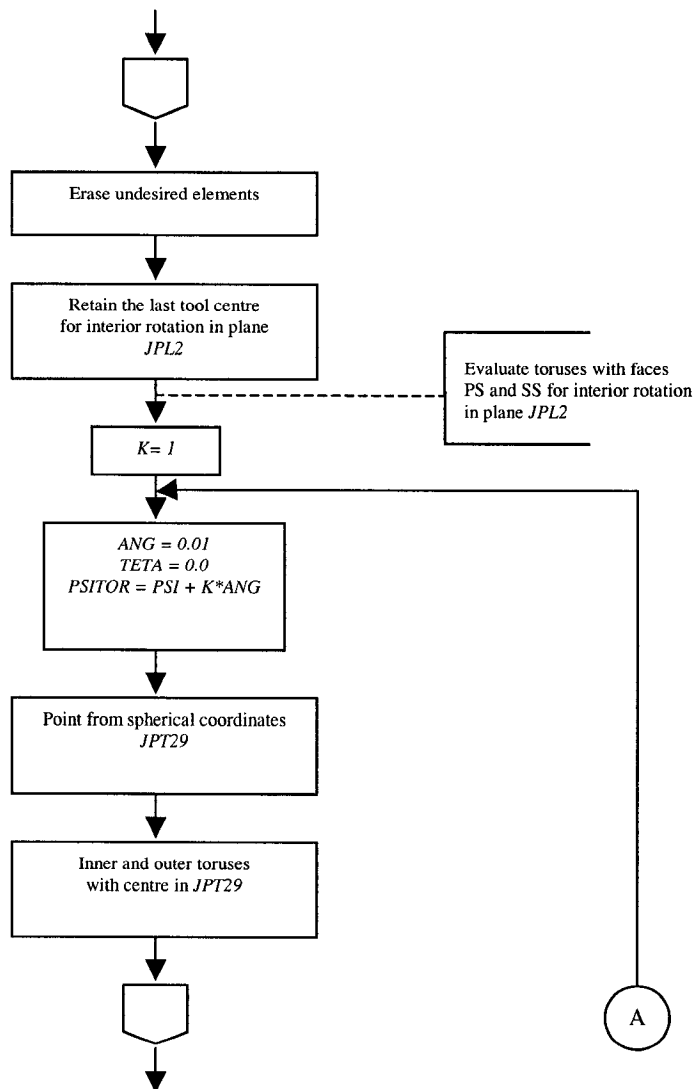 Erase undesired elements
Retain the last tool centre
for interior rotation in plane
JPL2
Evaluate toruses with faces
PS and SS for interior rotation
in plane JPL2
K= 1
ANG = 0.01
TETA = 0.0
PSITOR = PSI + K*ANG
Point from spherical coordinates
JPT29
Inner and outer toruses
with centre in JPT29
A